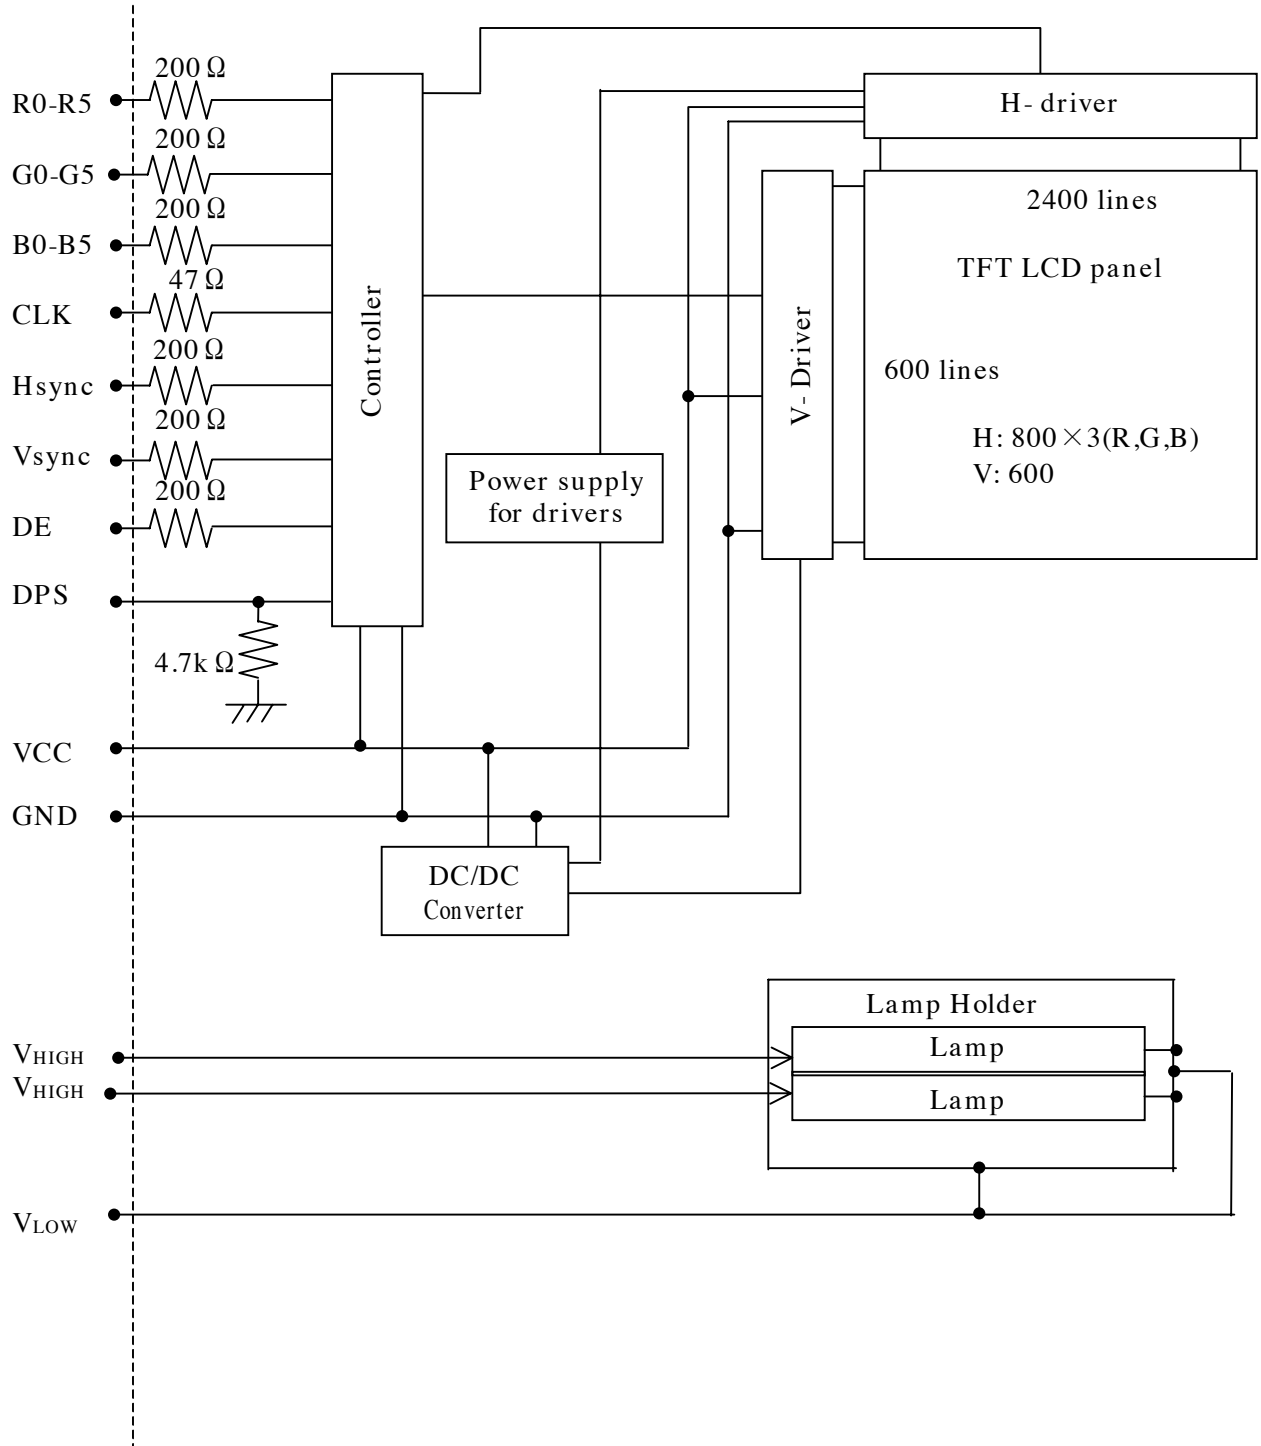 200 Ω
R0-R5
200 Ω
G0-G5
200 Ω
B0-B5
47 Ω
CLK
200 Ω
Hsync
200 Ω
Vsync
200 Ω
DE
DPS
4.7k Ω
VCC
GND
Controller
H- driver
V- Driver
2400 lines
TFT LCD panel
600 lines
H: 800×3(R,G,B)
V: 600
Power supply
for drivers
DC/DC
Converter
Lamp Holder
Lamp
Lamp
VHIGH
VHIGH
VLOW